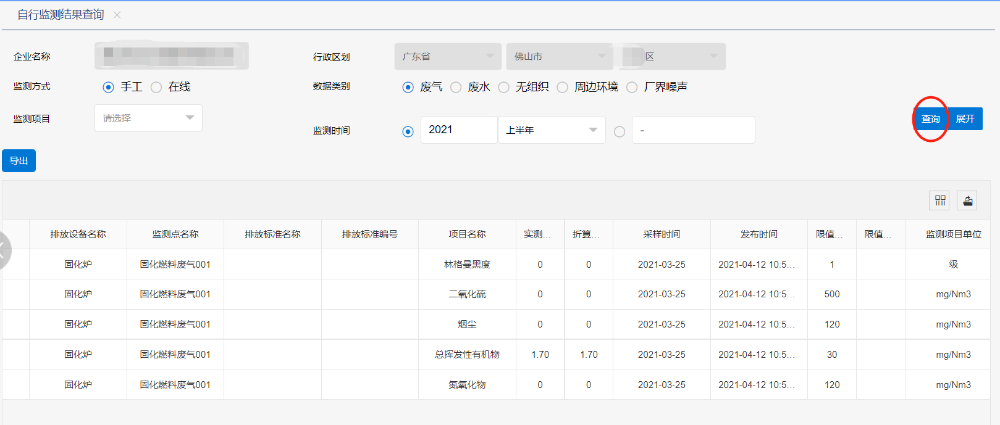 自行监测结果查询 ×
企业名称 行政区划 广东省 佛山市 区
监测方式 手工 在线 数据类别 废气 废水 无组织 周边环境 厂界噪声
监测项目 请选择 监测时间 2021 上半年 - 查询 展开
导出
排放设备名称 监测点名称 排放标准名称 排放标准编号 项目名称 实测... 折算... 采样时间 发布时间 限值... 限值... 监测项目单位
固化炉 固化燃料废气001 林格曼黑度 0 0 2021-03-25 2021-04-12 10:5... 1 级
固化炉 固化燃料废气001 二氧化硫 0 0 2021-03-25 2021-04-12 10:5... 500 mg/Nm3
固化炉 固化燃料废气001 烟尘 0 0 2021-03-25 2021-04-12 10:5... 120 mg/Nm3
固化炉 固化燃料废气001 总挥发性有机物 1.70 1.70 2021-03-25 2021-04-12 10:5... 30 mg/Nm3
固化炉 固化燃料废气001 氮氧化物 0 0 2021-03-25 2021-04-12 10:5... 120 mg/Nm3